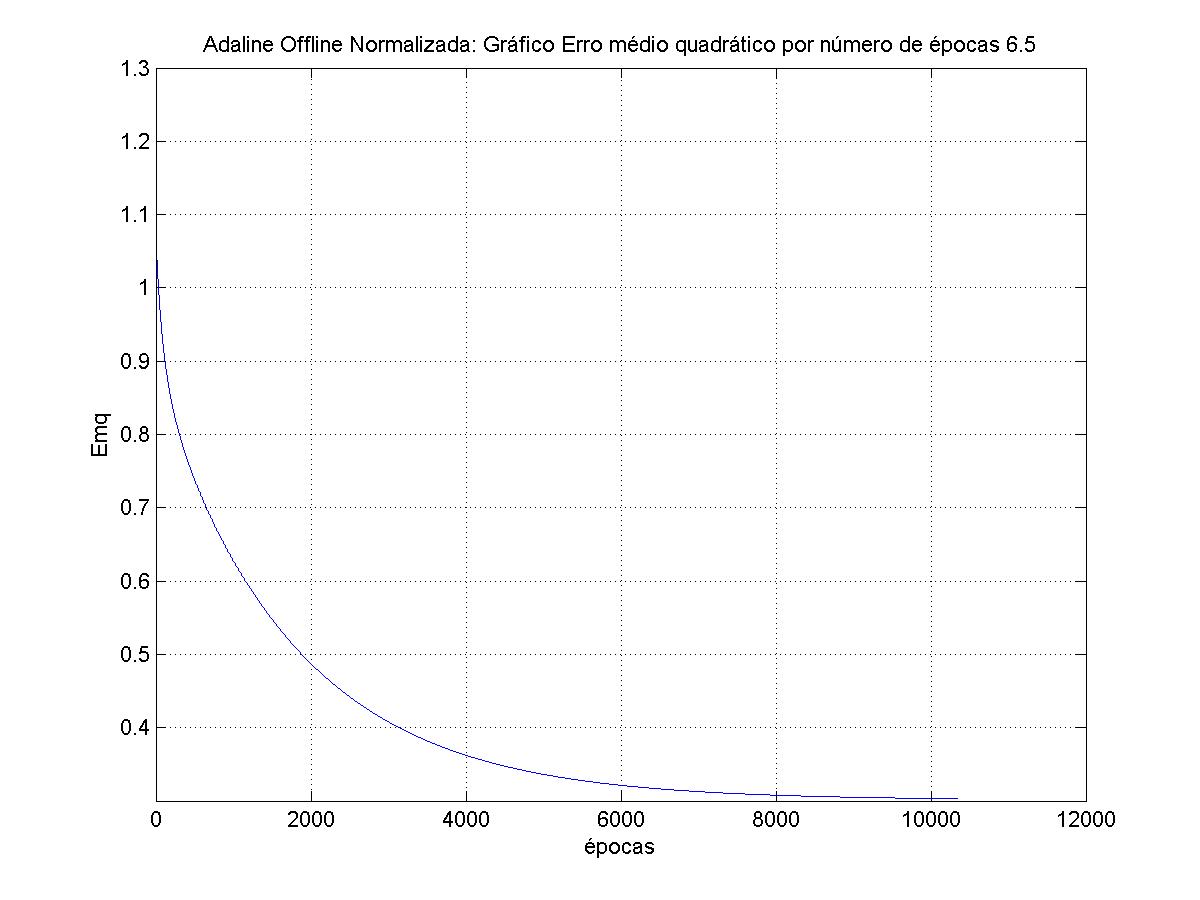 Adaline Offline Normalizada: Gráfico Erro médio quadrático por número de épocas 6.5
1.3
1.2
1.1
1
0.9
0.8
0.7
0.6
0.5
0.4
Emq
0 2000 4000 6000 8000 10000 12000
épocas